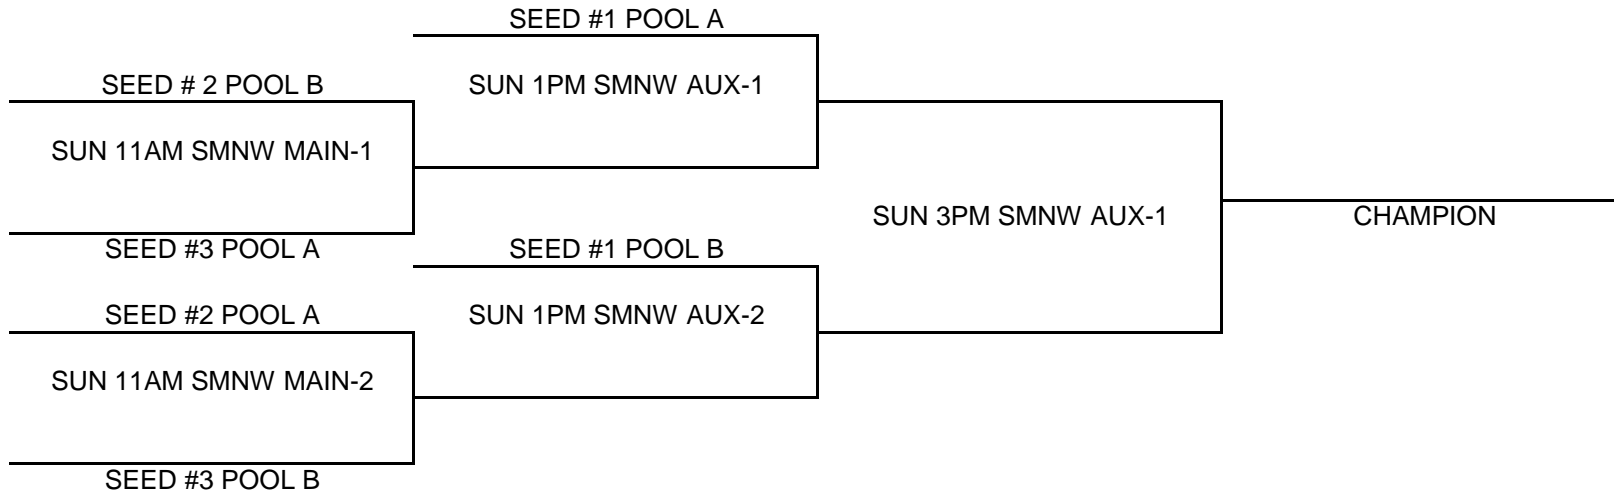 SEED #1 POOL A
SEED # 2 POOL B
SUN 1PM SMNW AUX-1
SUN 11AM SMNW MAIN-1
SUN 3PM SMNW AUX-1
CHAMPION
SEED #3 POOL A
SEED #1 POOL B
SEED #2 POOL A
SUN 1PM SMNW AUX-2
SUN 11AM SMNW MAIN-2
SEED #3 POOL B